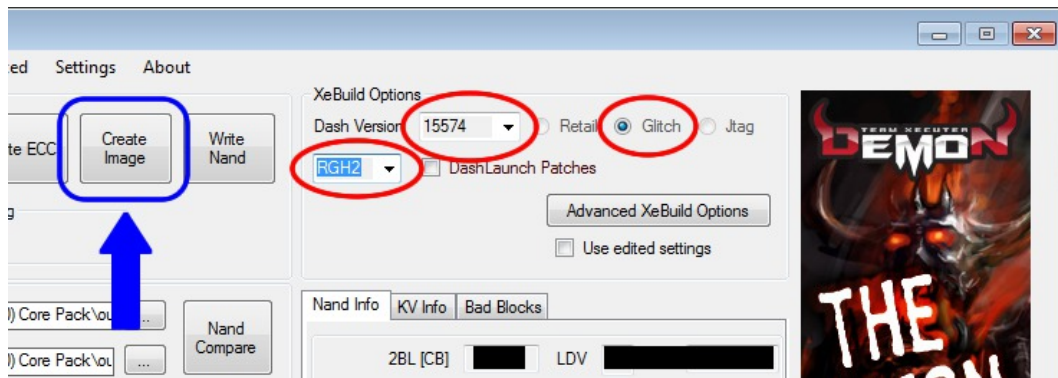 Settings About
XeBuild Options
Dash Version 15574 Retail Glitch Jtag
Create Image
Write Nand
ECC
RGH2 DashLaunch Patches
Advanced XeBuild Options
Use edited settings
TEAM XECUTER
DEMON
THE
Nand Info KV Info Bad Blocks
) Core Pack\ou ...
Nand Compare
) Core Pack\ou ...
2BL [CB] LDV